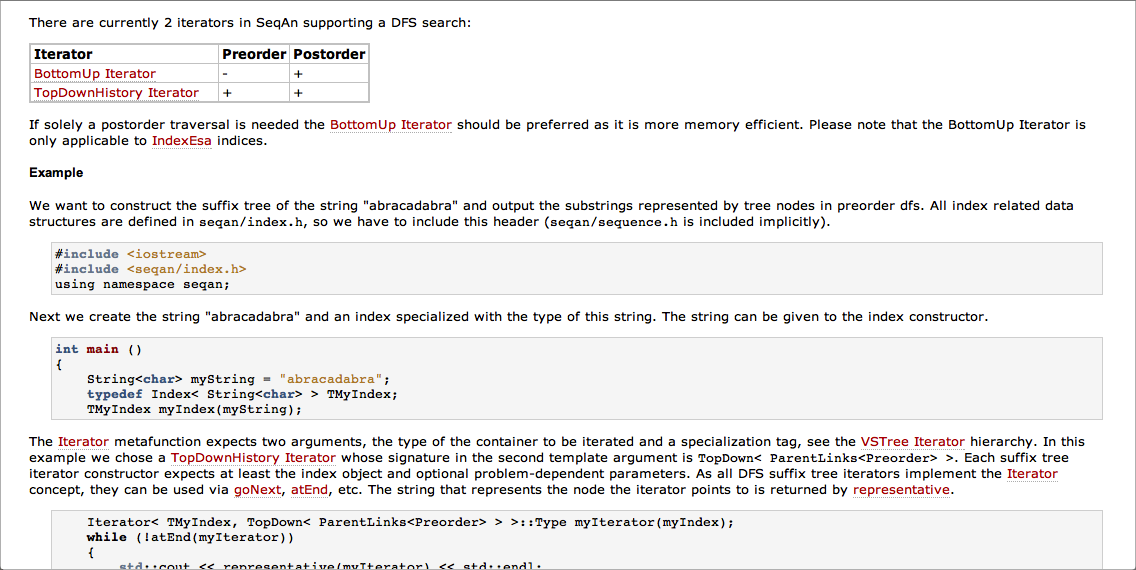 There are currently 2 iterators in SeqAn supporting a DFS search:
Iterator Preorder Postorder
BottomUp Iterator - +
TopDownHistory Iterator + +
If solely a postorder traversal is needed the BottomUp Iterator should be preferred as it is more memory efficient. Please note that the BottomUp Iterator is
only applicable to IndexEsa indices.
Example
We want to construct the suffix tree of the string "abracadabra" and output the substrings represented by tree nodes in preorder dfs. All index related data
structures are defined in seqan/index.h, so we have to include this header (seqan/sequence.h is included implicitly).
#include <iostream>
#include <seqan/index.h>
using namespace seqan;
Next we create the string "abracadabra" and an index specialized with the type of this string. The string can be given to the index constructor.
int main ()
{
    String<char> myString = "abracadabra";
    typedef Index< String<char> > TMyIndex;
    TMyIndex myIndex(myString);
The Iterator metafunction expects two arguments, the type of the container to be iterated and a specialization tag, see the VSTree Iterator hierarchy. In this
example we chose a TopDownHistory Iterator whose signature in the second template argument is TopDown< ParentLinks<Preorder> >. Each suffix tree
iterator constructor expects at least the index object and optional problem-dependent parameters. As all DFS suffix tree iterators implement the Iterator
concept, they can be used via goNext, atEnd, etc. The string that represents the node the iterator points to is returned by representative.
    Iterator< TMyIndex, TopDown< ParentLinks<Preorder> > >::Type myIterator(myIndex);
    while (!atEnd(myIterator))
    {
        std::cout << representative(myIterator) << std::endl;